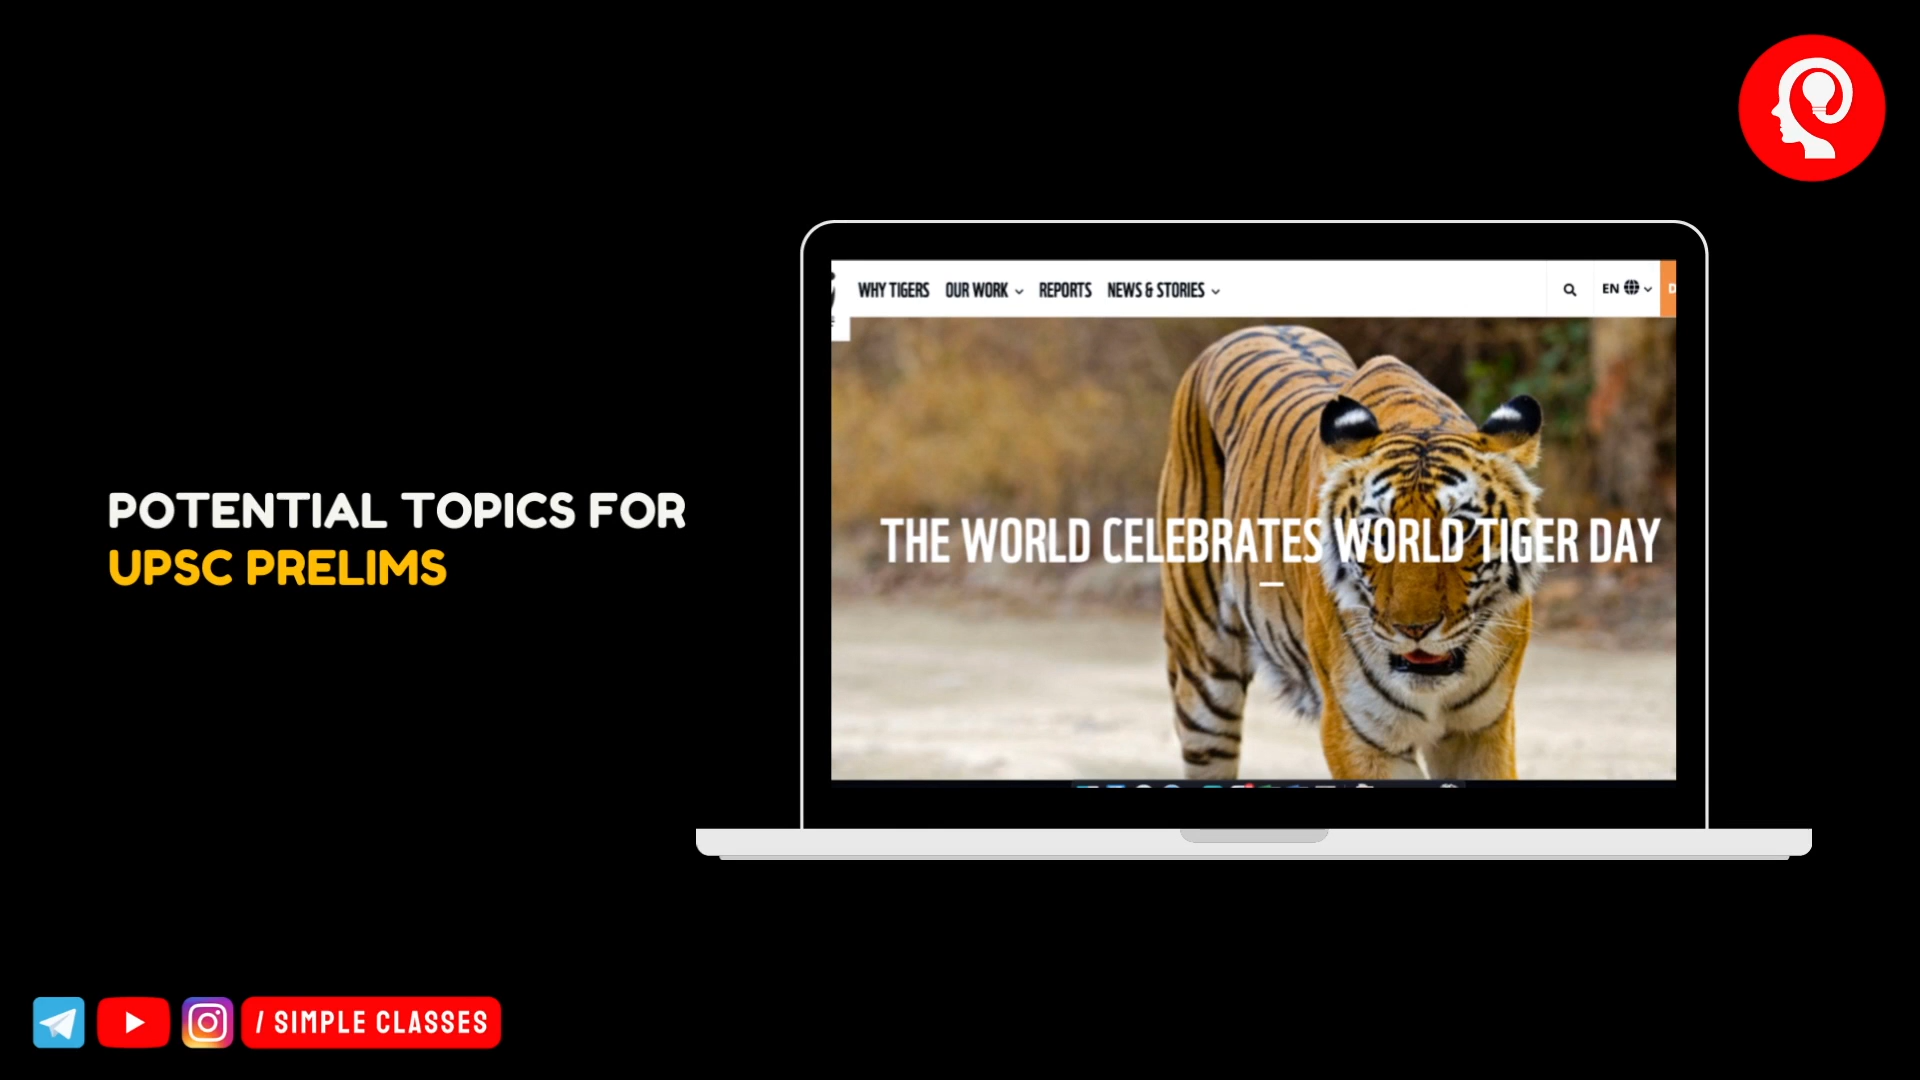 WHY TIGERS OUR WORK REPORTS NEWS & STORIES EN
THE WORLD CELEBRATES WORLD TIGER DAY
POTENTIAL TOPICS FOR
UPSC PRELIMS
/ SIMPLE CLASSES